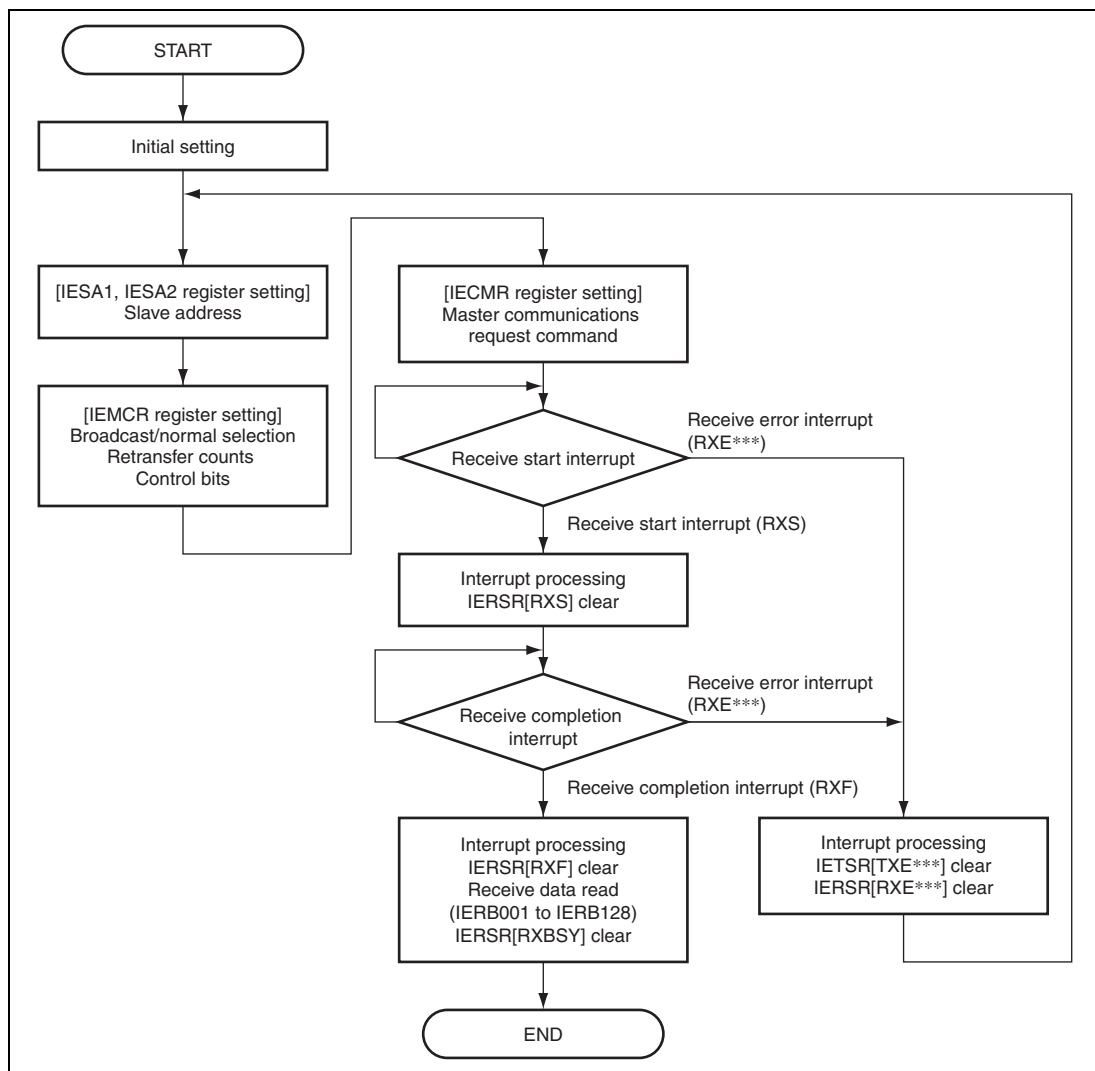 START
Initial setting
[IESA1, IESA2 register setting]
Slave address
[IEMCR register setting]
Broadcast/normal selection
Retransfer counts
Control bits
[IECMR register setting]
Master communications
request command
Receive start interrupt
Receive error interrupt
(RXE***)
Receive start interrupt (RXS)
Interrupt processing
IERSR[RXS] clear
Receive completion
interrupt
Receive error interrupt
(RXE***)
Receive completion interrupt (RXF)
Interrupt processing
IERSR[RXF] clear
Receive data read
(IERB001 to IERB128)
IERSR[RXBSY] clear
Interrupt processing
IETSR[TXE***] clear
IERSR[RXE***] clear
END